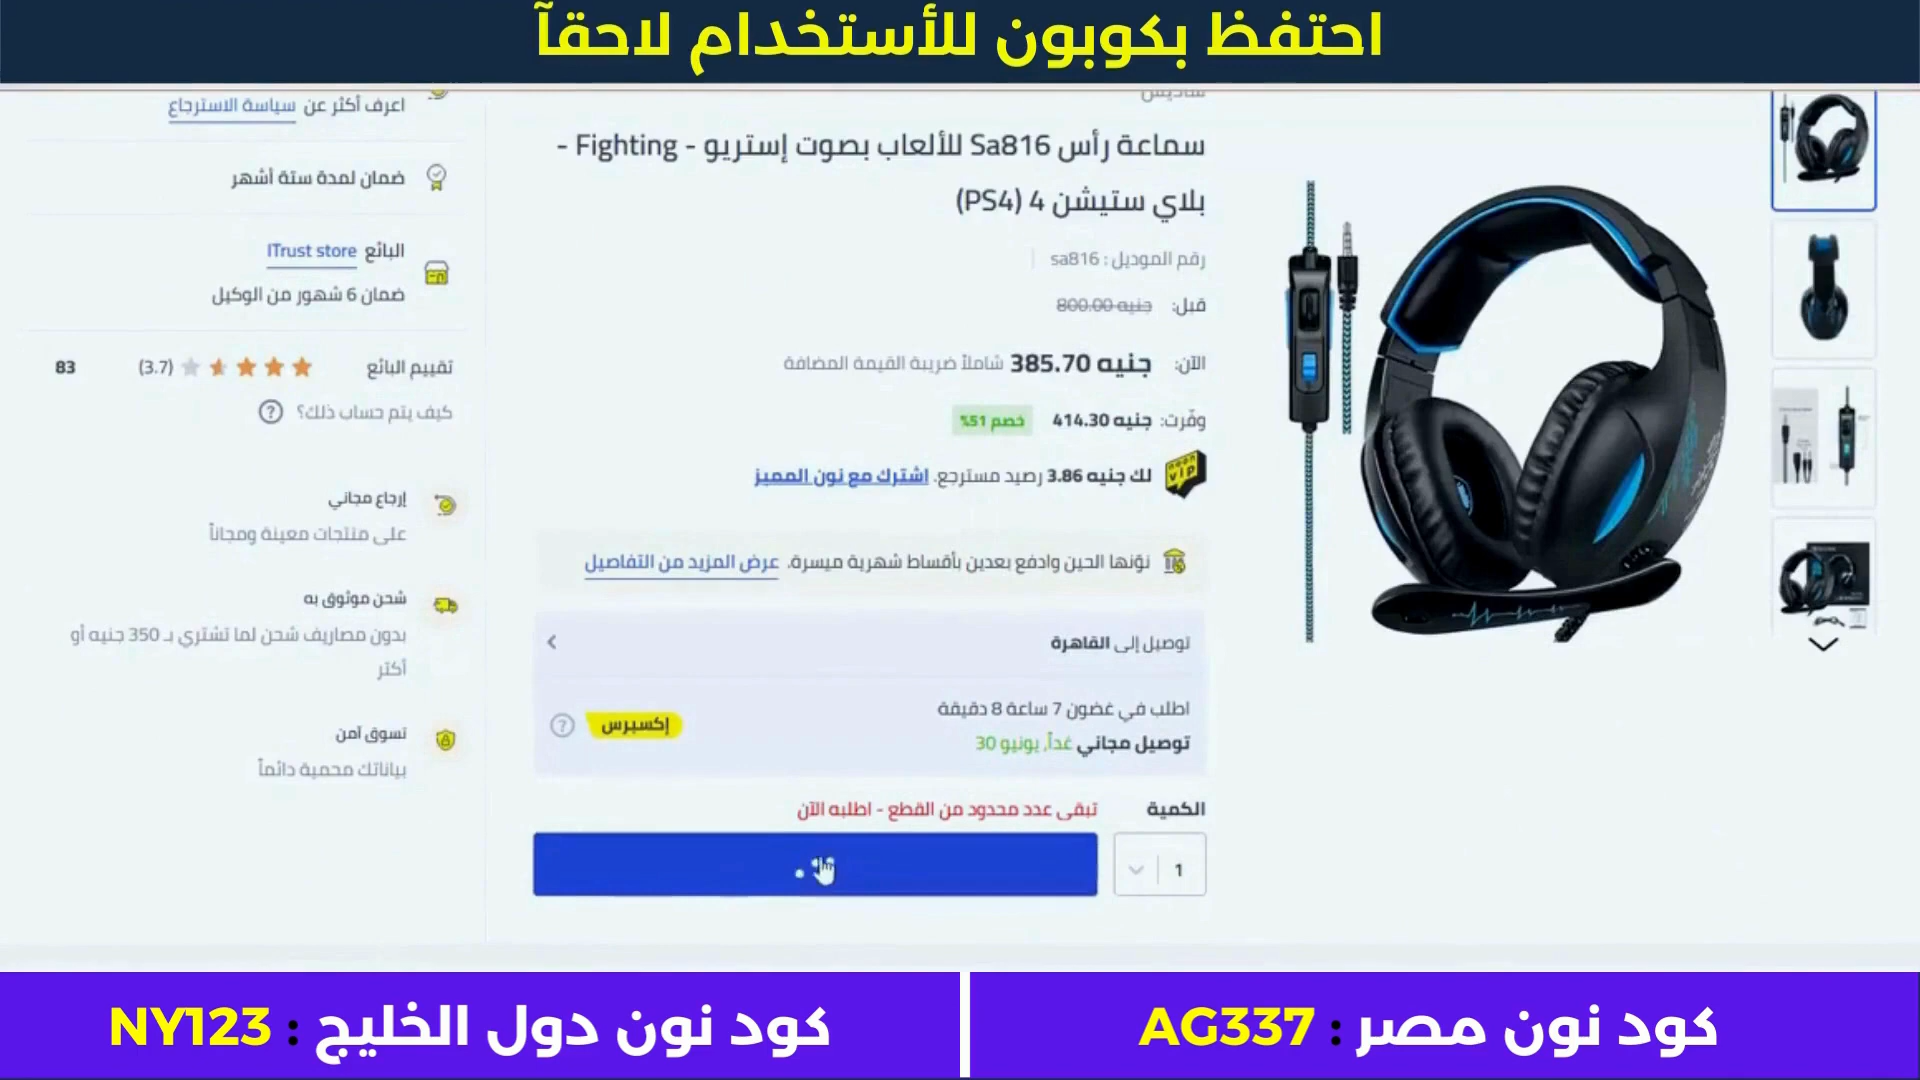 احتفظ بكوبون للأستخدام لاحقآ
سماعة رأس Sa816 للألعاب بصوت إستريو - Fighting -
بلاي ستيشن 4 (PS4)
رقم الموديل : sa816
قبل: جنيه 800.00
الآن: جنيه 385.70 شاملاً ضريبة القيمة المضافة
وفّرت: جنيه 414.30 خصم 51%
noon vip
لك جنيه 3.86 رصيد مسترجع. اشترك مع نون المميز
نوّنها الحين وادفع بعدين بأقساط شهرية ميسرة. عرض المزيد من التفاصيل
توصيل إلى القاهرة
اطلب في غضون 7 ساعة 8 دقيقة
توصيل مجاني غداً, يونيو 30
إكسبرس
الكمية تبقى عدد محدود من القطع - اطلبه الآن
1
اعرف أكثر عن سياسة الاسترجاع
ضمان لمدة ستة أشهر
البائع ITrust store
ضمان 6 شهور من الوكيل
تقييم البائع (3.7) 83
كيف يتم حساب ذلك؟
إرجاع مجاني
على منتجات معينة ومجاناً
شحن موثوق به
بدون مصاريف شحن لما تشتري بـ 350 جنيه أو
أكثر
تسوق آمن
بياناتك محمية دائماً
كود نون مصر : AG337
كود نون دول الخليج : NY123